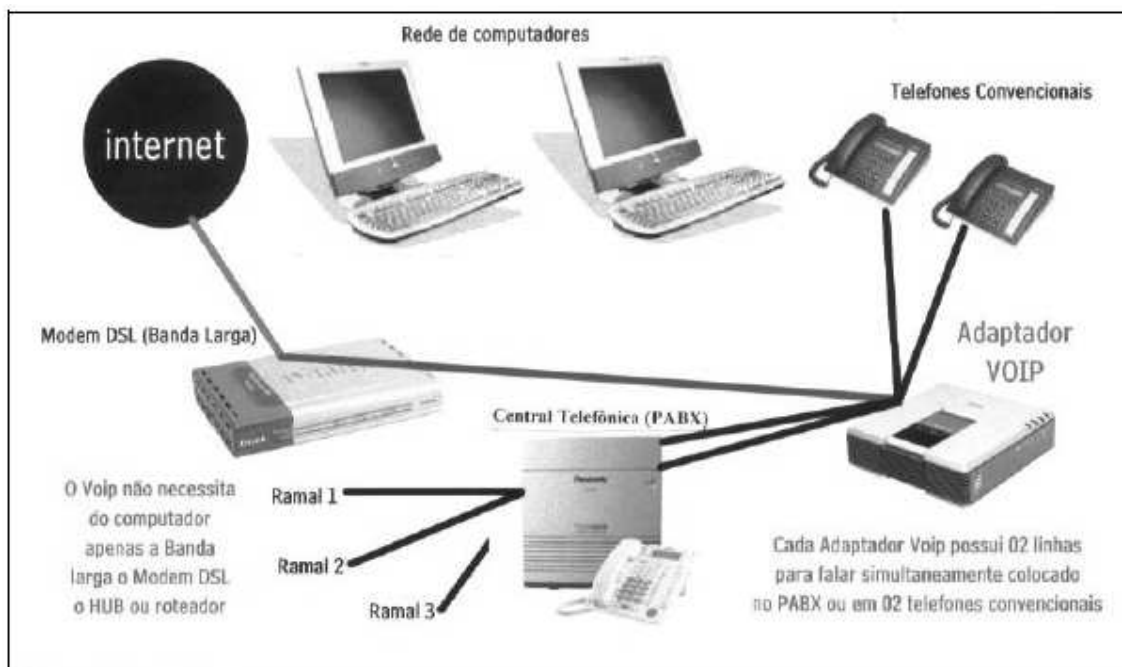 Rede de computadores
internet
Telefones Convencionais
Modem DSL (Banda Larga)
Adaptador
VOIP
Central Telefônica (PABX)
Panasonic
O Voip não necessita
do computador
apenas a Banda
larga o Modem DSL
o HUB ou roteador
Ramal 1
Ramal 2
Ramal 3
Cada Adaptador Voip possui 02 linhas
para falar simultaneamente colocado
no PABX ou em 02 telefones convencionais